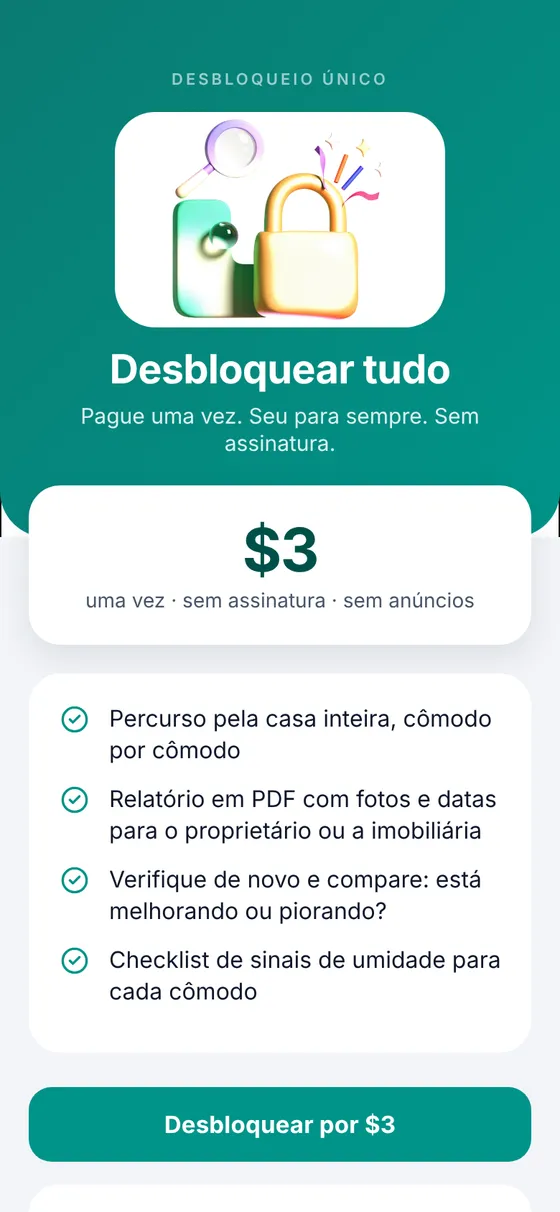 DESBLOQUEIO ÚNICO
Desbloquear tudo
Pague uma vez. Seu para sempre. Sem
assinatura.
$3
uma vez · sem assinatura · sem anúncios
Percurso pela casa inteira, cômodo
por cômodo
Relatório em PDF com fotos e datas
para o proprietário ou a imobiliária
Verifique de novo e compare: está
melhorando ou piorando?
Checklist de sinais de umidade para
cada cômodo
Desbloquear por $3